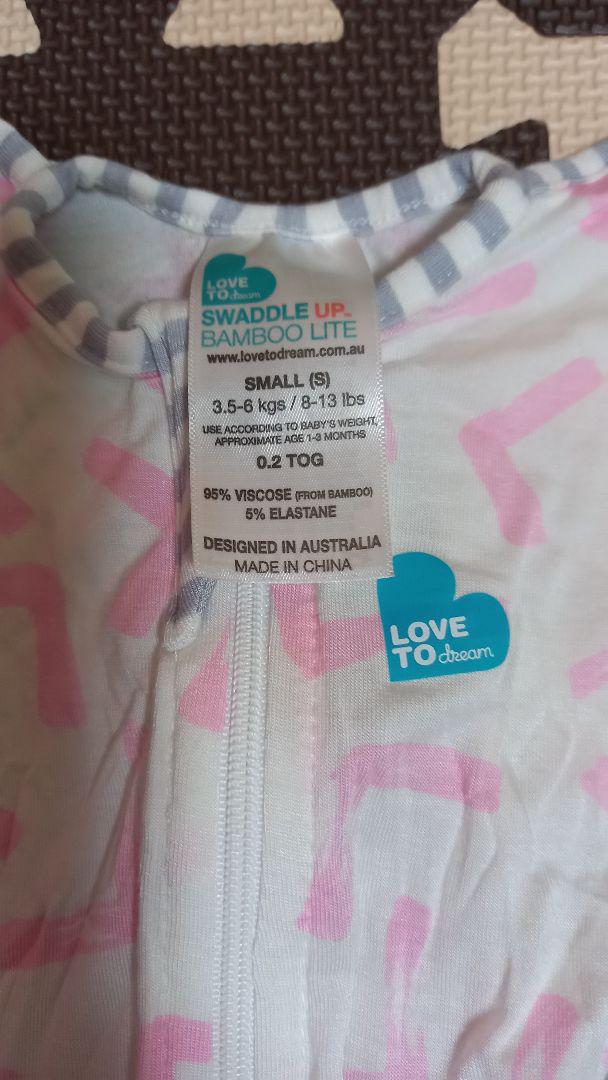 LOVE
TO dream
SWADDLE UP™
BAMBOO LITE
www.lovetodream.com.au
SMALL (S)
3.5-6 kgs / 8-13 lbs
USE ACCORDING TO BABY'S WEIGHT,
APPROXIMATE AGE 1-3 MONTHS
0.2 TOG
95% VISCOSE (FROM BAMBOO)
5% ELASTANE
DESIGNED IN AUSTRALIA
MADE IN CHINA
LOVE
TO dream